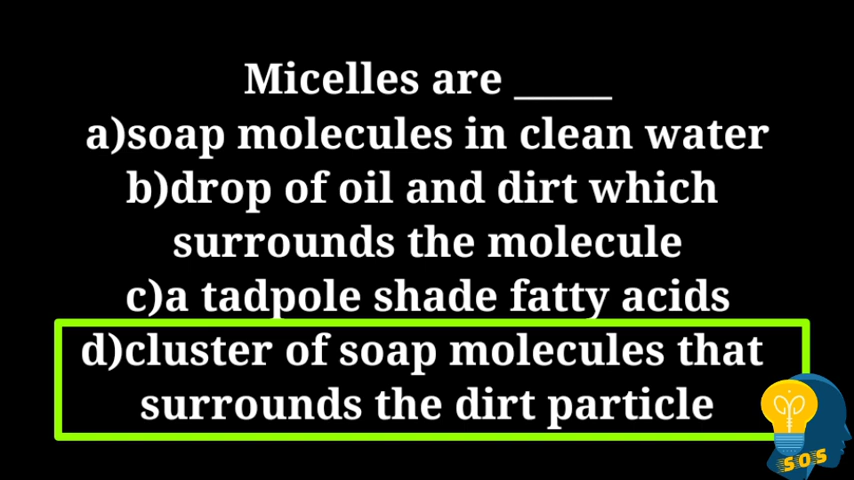 Micelles are _____
a)soap molecules in clean water
b)drop of oil and dirt which
surrounds the molecule
c)a tadpole shade fatty acids
d)cluster of soap molecules that
surrounds the dirt particle
SOS